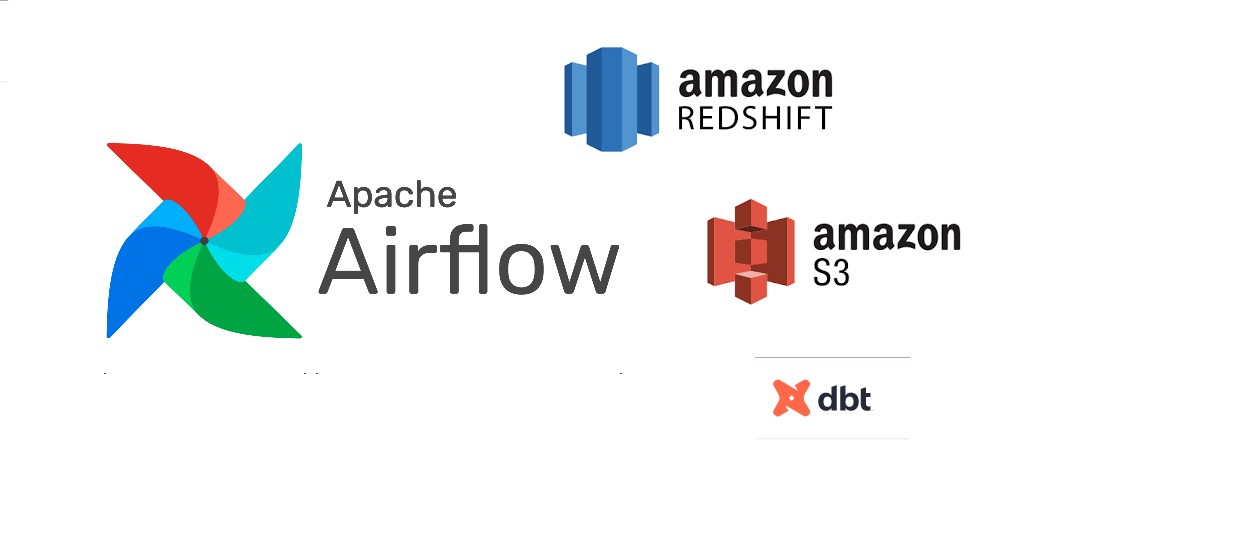 amazon
REDSHIFT
Apache
Airflow
amazon
S3
dbt